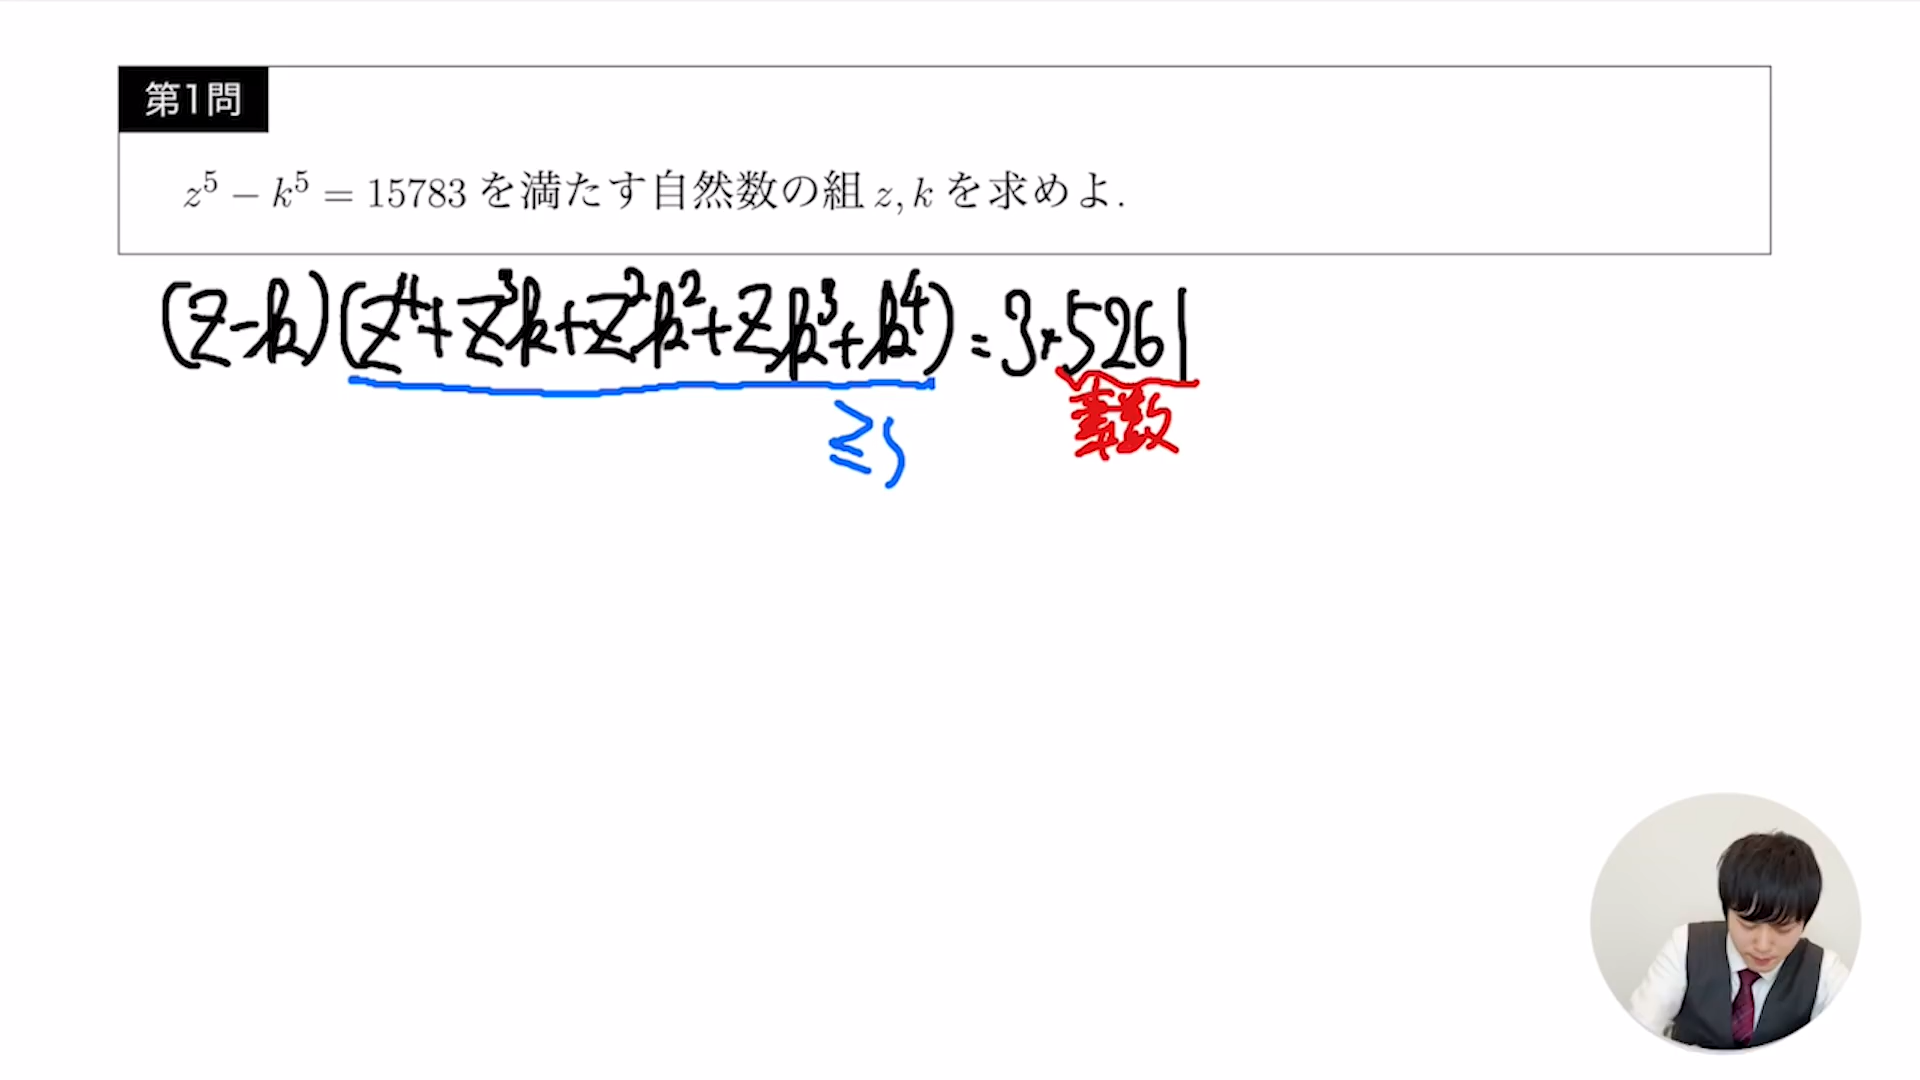 第1問
z⁵ − k⁵ = 15783 を満たす自然数の組 z, k を求めよ.
(z-k)(z⁴+z³k+z²k²+zk³+k⁴) = 3×5261
素数
≧5